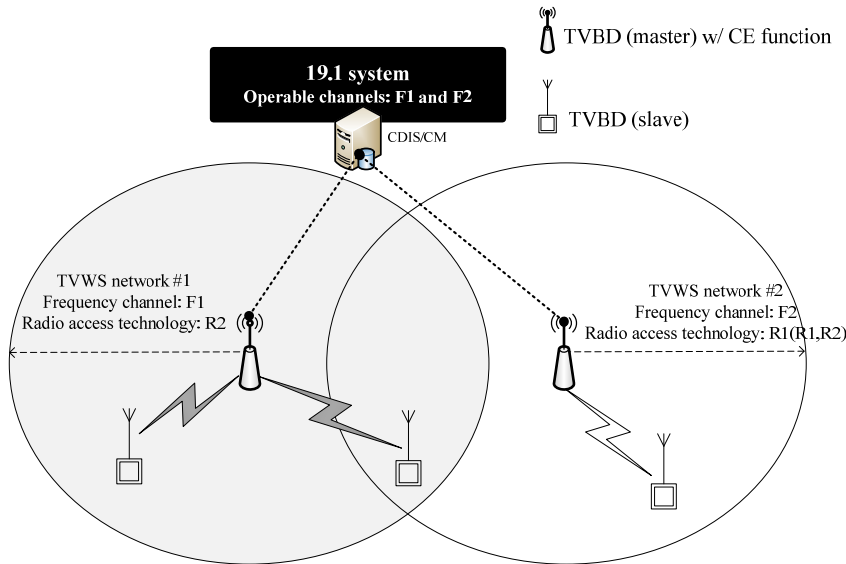 TVBD (master) w/ CE function
19.1 system
Operable channels: F1 and F2
CDIS/CM
TVBD (slave)
TVWS network #1
Frequency channel: F1
Radio access technology: R2
TVWS network #2
Frequency channel: F2
Radio access technology: R1(R1,R2)